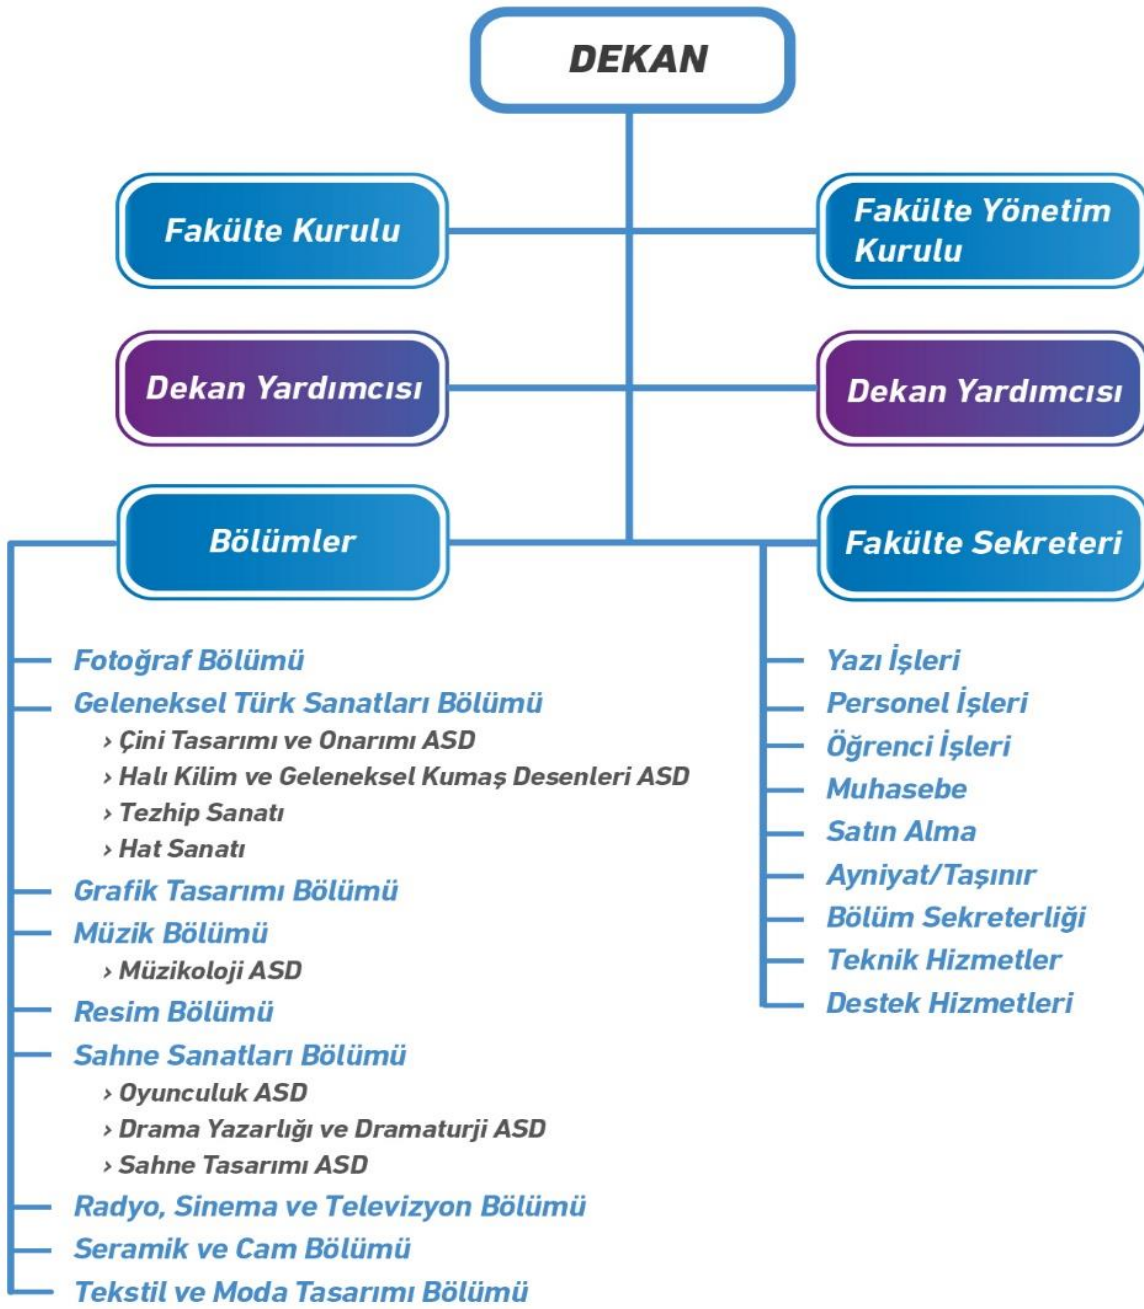 DEKAN
Fakülte Kurulu
Fakülte Yönetim
Kurulu
Dekan Yardımcısı
Dekan Yardımcısı
Bölümler
Fakülte Sekreteri
Fotoğraf Bölümü
Geleneksel Türk Sanatları Bölümü
› Çini Tasarımı ve Onarımı ASD
› Halı Kilim ve Geleneksel Kumaş Desenleri ASD
› Tezhip Sanatı
› Hat Sanatı
Grafik Tasarımı Bölümü
Müzik Bölümü
› Müzikoloji ASD
Resim Bölümü
Sahne Sanatları Bölümü
› Oyunculuk ASD
› Drama Yazarlığı ve Dramaturji ASD
› Sahne Tasarımı ASD
Radyo, Sinema ve Televizyon Bölümü
Seramik ve Cam Bölümü
Tekstil ve Moda Tasarımı Bölümü
Yazı İşleri
Personel İşleri
Öğrenci İşleri
Muhasebe
Satın Alma
Ayniyat/Taşınır
Bölüm Sekreterliği
Teknik Hizmetler
Destek Hizmetleri